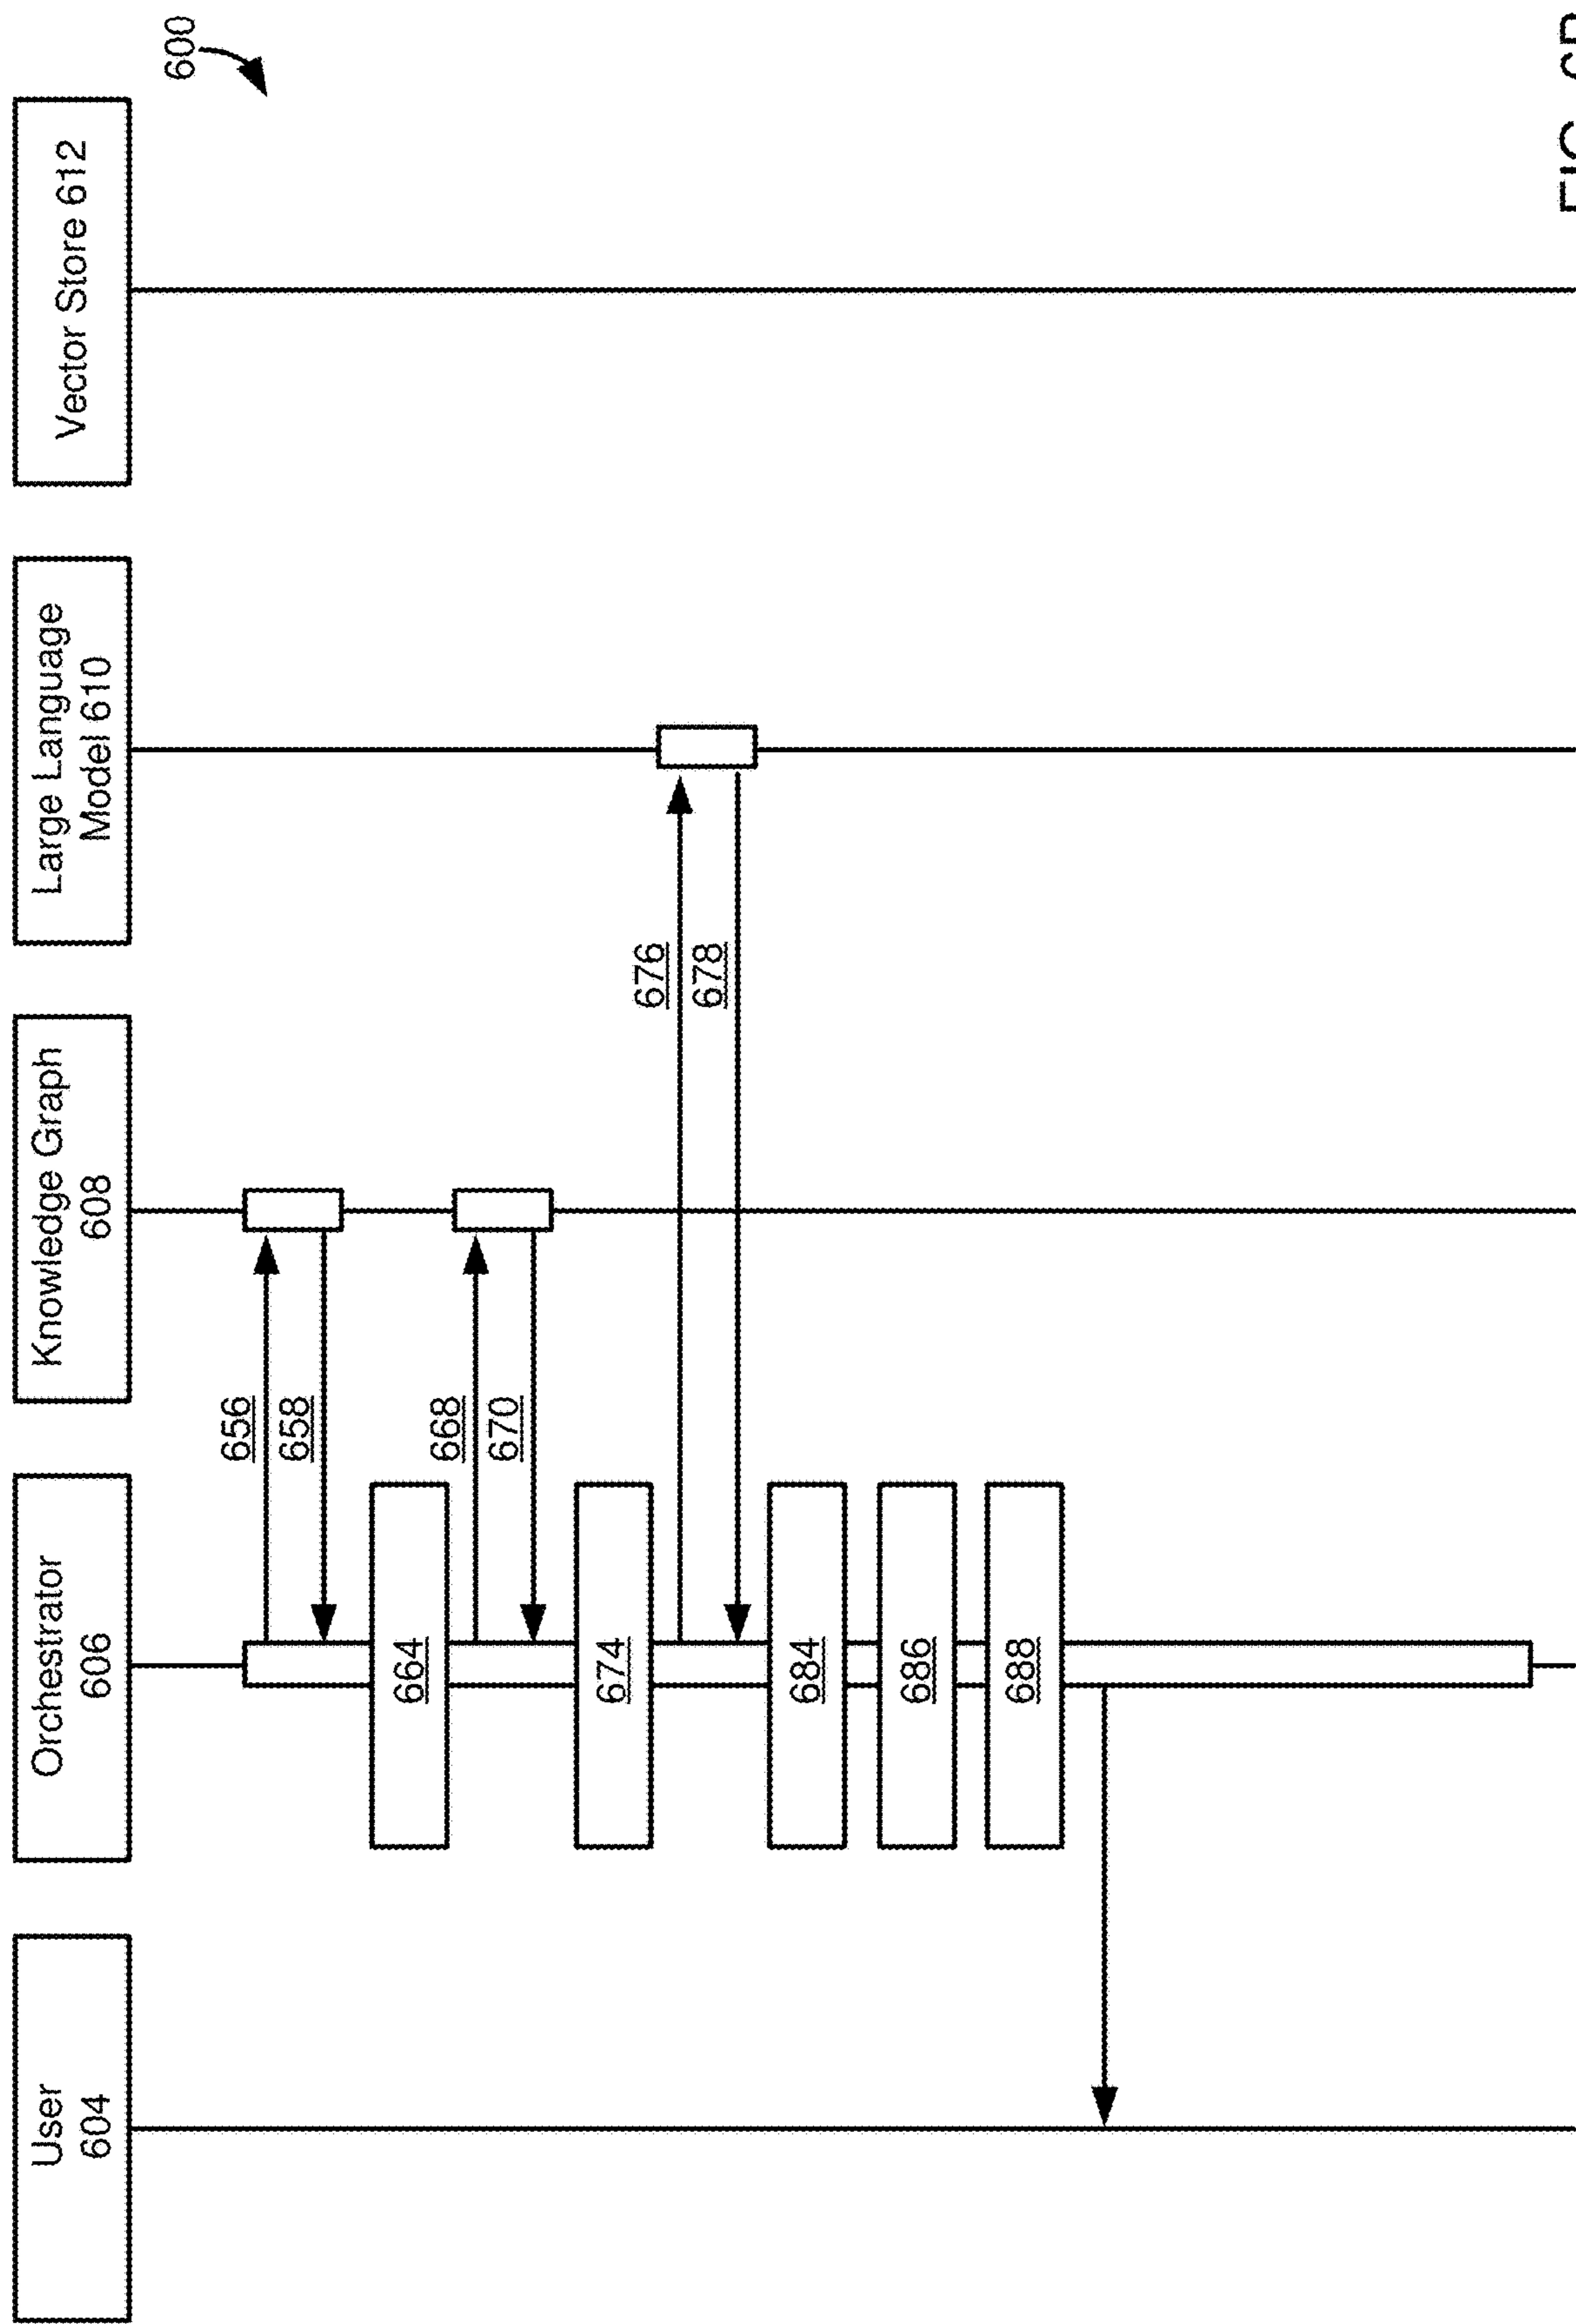 User
604
Orchestrator
606
Knowledge Graph
608
Large Language
Model 610
Vector Store 612
600
656
658
664
668
670
674
676
678
684
686
688
FIG